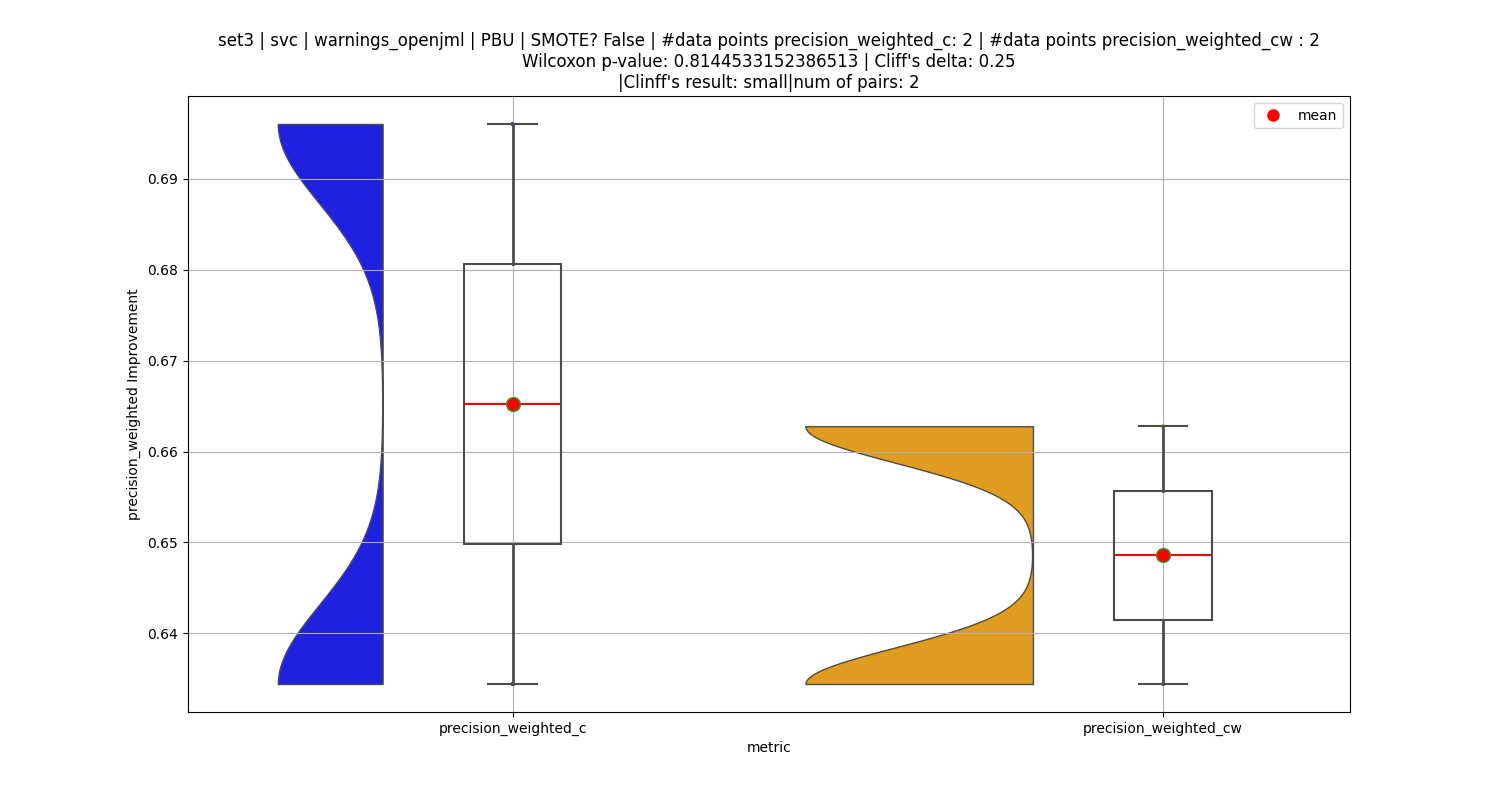 set3 | svc | warnings_openjml | PBU | SMOTE? False | #data points precision_weighted_c: 2 | #data points precision_weighted_cw : 2
Wilcoxon p-value: 0.8144533152386513 | Cliff's delta: 0.25
|Clinff's result: small|num of pairs: 2
mean
0.69
0.68
0.67
0.66
0.65
0.64
precision_weighted Improvement
precision_weighted_c
precision_weighted_cw
metric